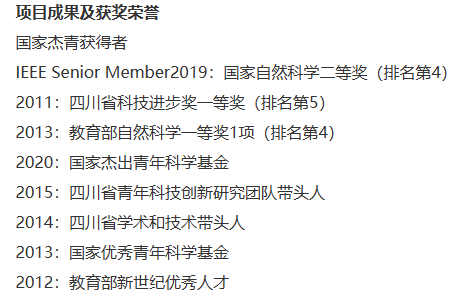 项目成果及获奖荣誉
国家杰青获得者
IEEE Senior Member2019：国家自然科学二等奖（排名第4）
2011：四川省科技进步奖一等奖（排名第5）
2013：教育部自然科学一等奖1项（排名第4）
2020：国家杰出青年科学基金
2015：四川省青年科技创新研究团队带头人
2014：四川省学术和技术带头人
2013：国家优秀青年科学基金
2012：教育部新世纪优秀人才